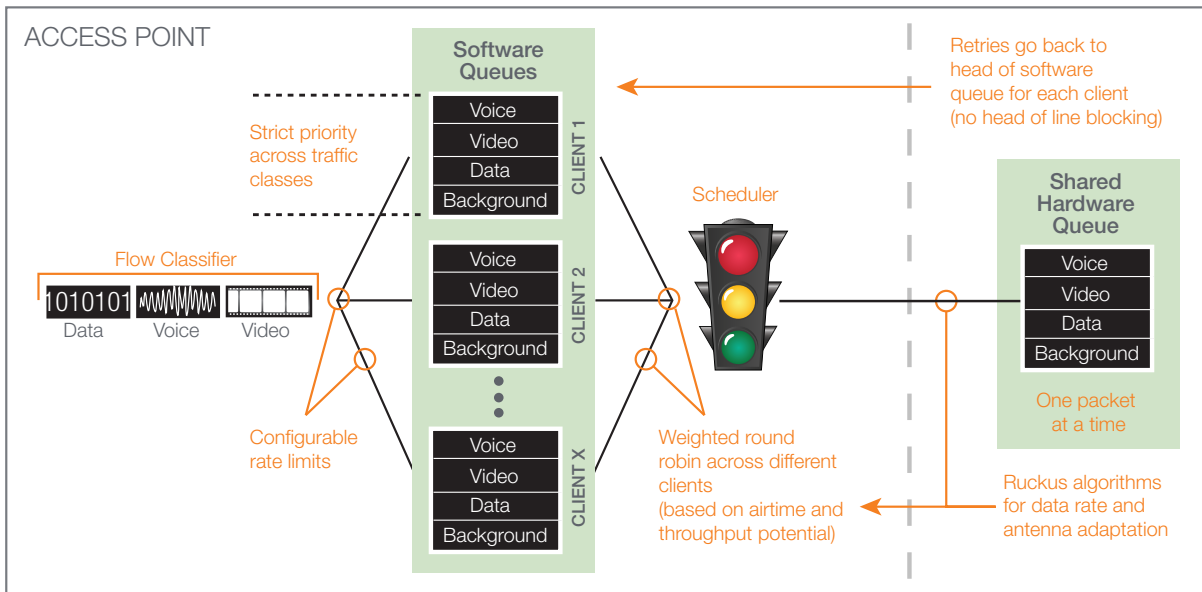 ACCESS POINT
Software
Queues
Voice
Video
Data
Background
CLIENT 1
Voice
Video
Data
Background
CLIENT 2
Voice
Video
Data
Background
CLIENT X
Strict priority
across traffic
classes
Flow Classifier
1010101
Data
Voice
Video
Configurable
rate limits
Scheduler
Weighted round
robin across different
clients
(based on airtime and
throughput potential)
Retries go back to
head of software
queue for each client
(no head of line blocking)
Shared
Hardware
Queue
Voice
Video
Data
Background
One packet
at a time
Ruckus algorithms
for data rate and
antenna adaptation